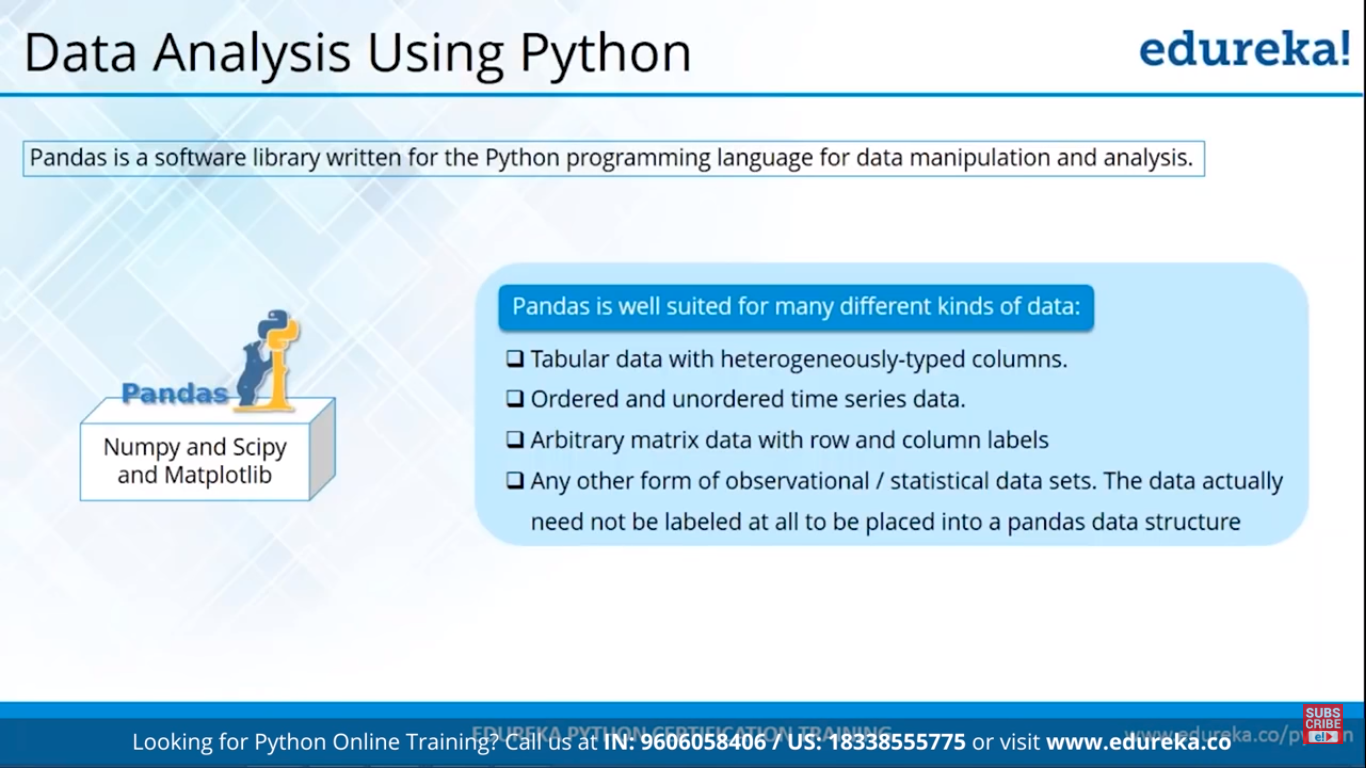 Data Analysis Using Python
edureka!
Pandas is a software library written for the Python programming language for data manipulation and analysis.
Pandas is well suited for many different kinds of data:
Tabular data with heterogeneously-typed columns.
Ordered and unordered time series data.
Arbitrary matrix data with row and column labels
Any other form of observational / statistical data sets. The data actually
need not be labeled at all to be placed into a pandas data structure
Pandas
Numpy and Scipy
and Matplotlib
EDUREKA PYTHON CERTIFICATION TRAINING
Looking for Python Online Training? Call us at IN: 9606058406 / US: 18338555775 or visit www.edureka.co
SUBS
CRIBE
e!